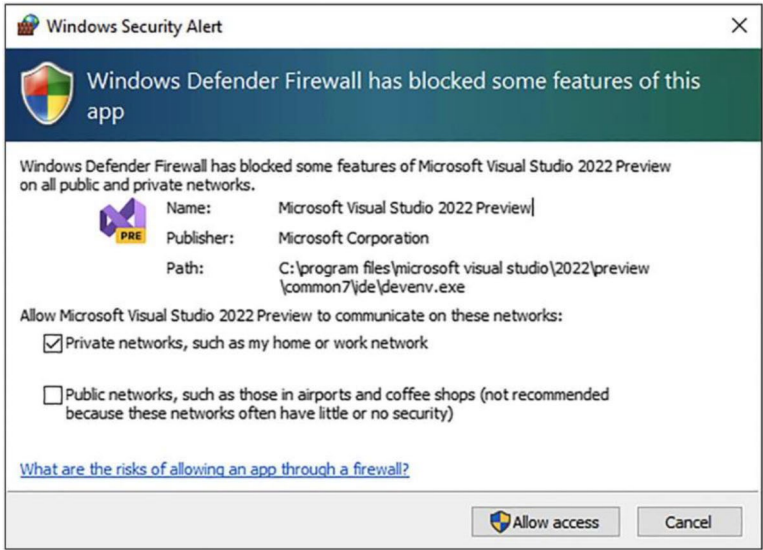 Windows Security Alert
Windows Defender Firewall has blocked some features of this
app
Windows Defender Firewall has blocked some features of Microsoft Visual Studio 2022 Preview
on all public and private networks.
PRE
Name: Microsoft Visual Studio 2022 Preview
Publisher: Microsoft Corporation
Path: C:\program files\microsoft visual studio\2022\preview
\common7\ide\devenv.exe
Allow Microsoft Visual Studio 2022 Preview to communicate on these networks:
Private networks, such as my home or work network
Public networks, such as those in airports and coffee shops (not recommended
because these networks often have little or no security)
What are the risks of allowing an app through a firewall?
Allow access Cancel